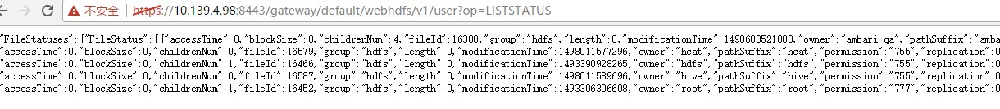 不安全 https://10.139.4.98:8443/gateway/default/webhdfs/v1/user?op=LISTSTATUS
"FileStatuses":{"FileStatus":[{"accessTime":0,"blockSize":0,"childrenNum":4,"fileId":16388,"group":"hdfs","length":0,"modificationTime":1490608521800,"owner":"ambari-qa","pathSuffix":"amba
"accessTime":0,"blockSize":0,"childrenNum":0,"fileId":16579,"group":"hdfs","length":0,"modificationTime":1498011577296,"owner":"hcat","pathSuffix":"hcat","permission":"755","replication":0
"accessTime":0,"blockSize":0,"childrenNum":1,"fileId":16466,"group":"hdfs","length":0,"modificationTime":1493390928265,"owner":"hdfs","pathSuffix":"hdfs","permission":"755","replication":0
"accessTime":0,"blockSize":0,"childrenNum":0,"fileId":16587,"group":"hdfs","length":0,"modificationTime":1498011589696,"owner":"hive","pathSuffix":"hive","permission":"755","replication":0
"accessTime":0,"blockSize":0,"childrenNum":1,"fileId":16452,"group":"hdfs","length":0,"modificationTime":1493306306608,"owner":"root","pathSuffix":"root","permission":"777","replication":0